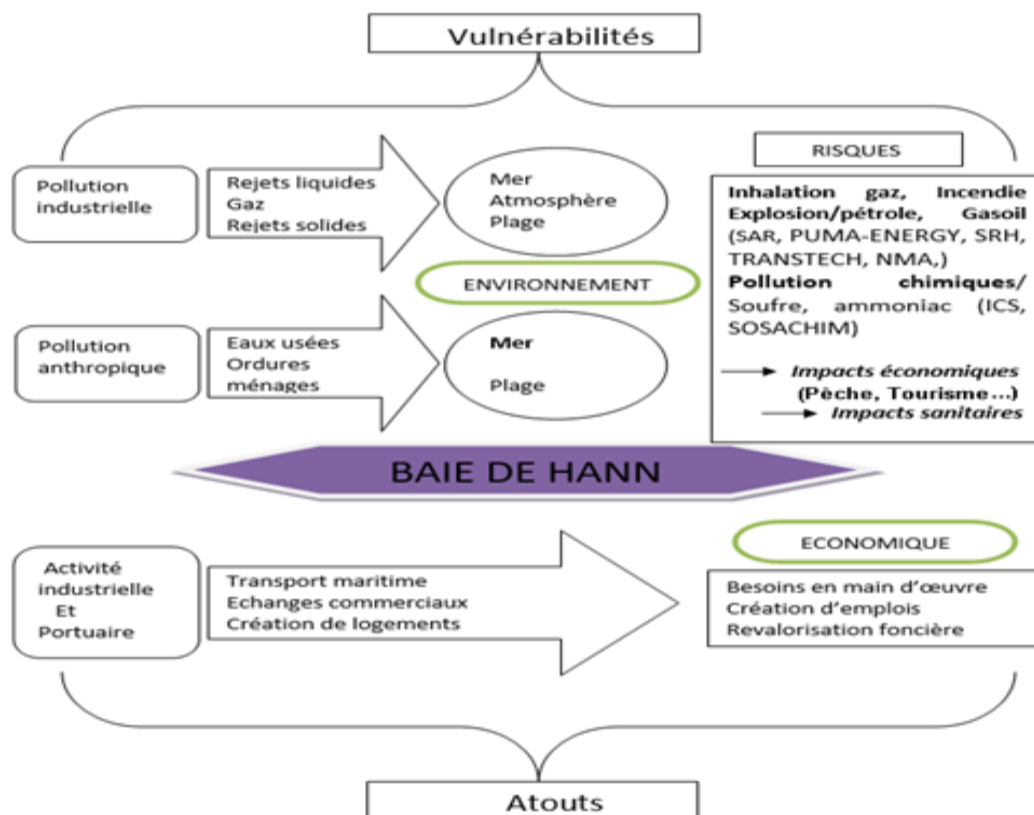 Vulnérabilités
Pollution
industrielle
Rejets liquides
Gaz
Rejets solides
Mer
Atmosphère
Plage
ENVIRONNEMENT
Pollution
anthropique
Eaux usées
Ordures
ménages
Mer
Plage
RISQUES
Inhalation gaz, Incendie
Explosion/pétrole, Gasoil
(SAR, PUMA-ENERGY, SRH,
TRANSTECH, NMA,)
Pollution chimiques/
Soufre, ammoniac (ICS,
SOSACHIM)
Impacts économiques
(Pèche, Tourisme...)
Impacts sanitaires
BAIE DE HANN
Activité
industrielle
Et
Portuaire
Transport maritime
Echanges commerciaux
Création de logements
ECONOMIQUE
Besoins en main d'œuvre
Création d'emplois
Revalorisation foncière
Atouts